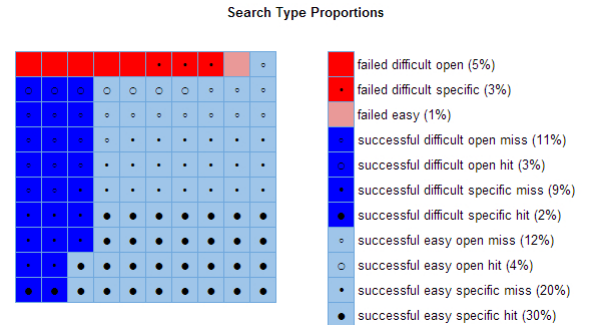 Search Type Proportions
failed difficult open (5%)
failed difficult specific (3%)
failed easy (1%)
successful difficult open miss (11%)
successful difficult open hit (3%)
successful difficult specific miss (9%)
successful difficult specific hit (2%)
successful easy open miss (12%)
successful easy open hit (4%)
successful easy specific miss (20%)
successful easy specific hit (30%)